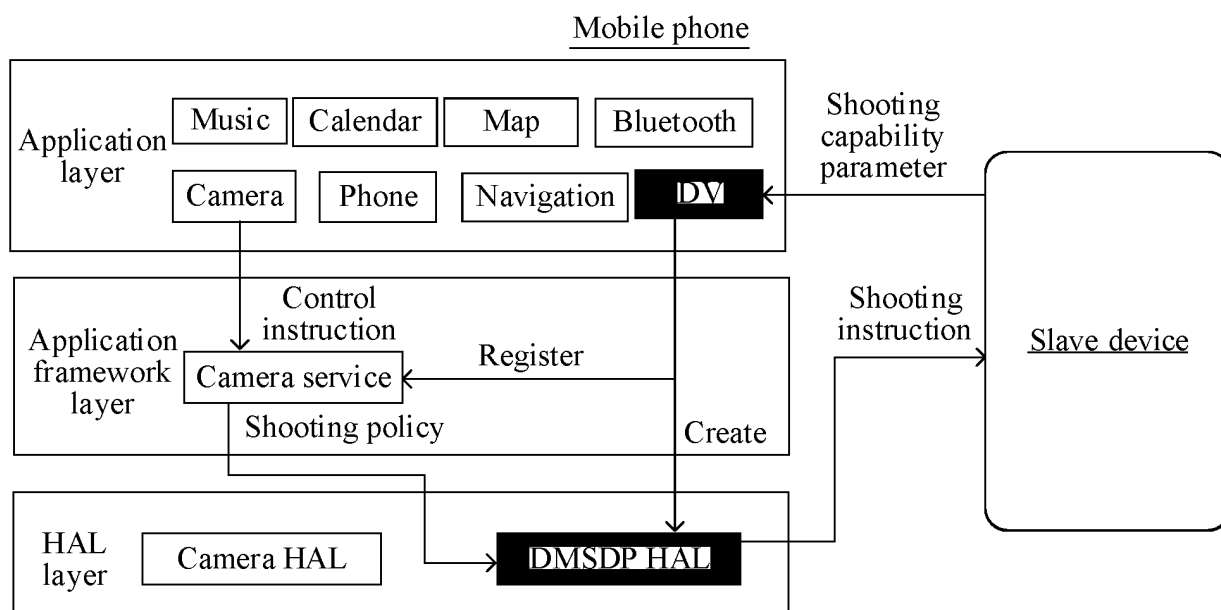 Mobile phone
Music
Calendar
Map
Bluetooth
Application
layer
Camera
Phone
Navigation
DV
Shooting
capability
parameter
Control
instruction
Application
framework
layer
Camera service
Register
Shooting policy
Create
Shooting
instruction
Slave device
HAL
layer
Camera HAL
DMSDP HAL